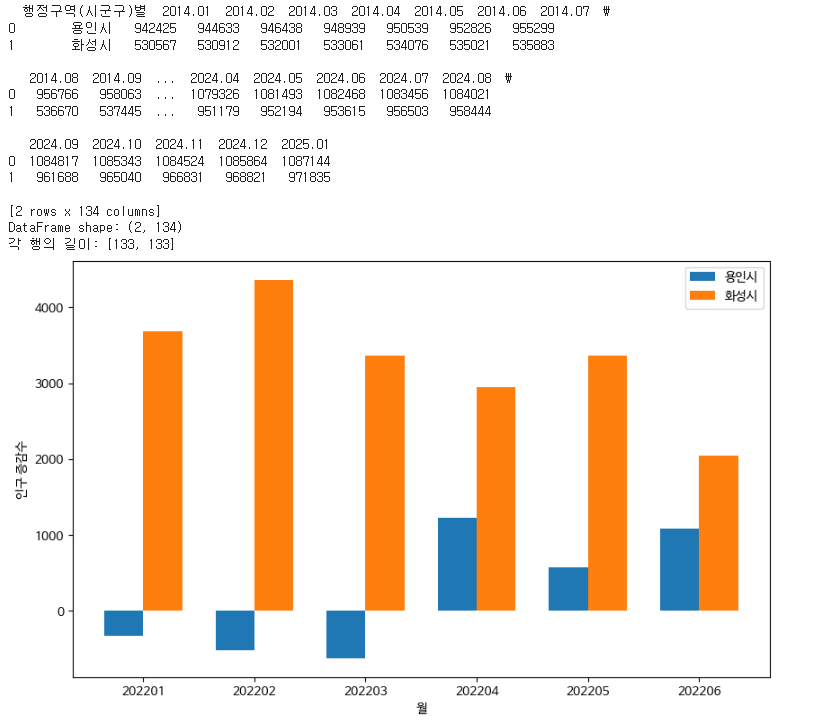 행정구역(시군구)별 2014.01 2014.02 2014.03 2014.04 2014.05 2014.06 2014.07 ₩
0 용인시 942425 944633 946438 948939 950539 952826 955299
1 화성시 530567 530912 532001 533061 534076 535021 535883
2014.08 2014.09 ... 2024.04 2024.05 2024.06 2024.07 2024.08 ₩
0 956766 958063 ... 1079326 1081493 1082468 1083456 1084021
1 536670 537445 ... 951179 952194 953615 956503 958444
2024.09 2024.10 2024.11 2024.12 2025.01
0 1084817 1085343 1084524 1085864 1087144
1 961688 965040 966831 968821 971835
[2 rows x 134 columns]
DataFrame shape: (2, 134)
각 행의 길이: [133, 133]
용인시
화성시
4000
3000
2000
1000
0
인구 증감수
202201 202202 202203 202204 202205 202206
월